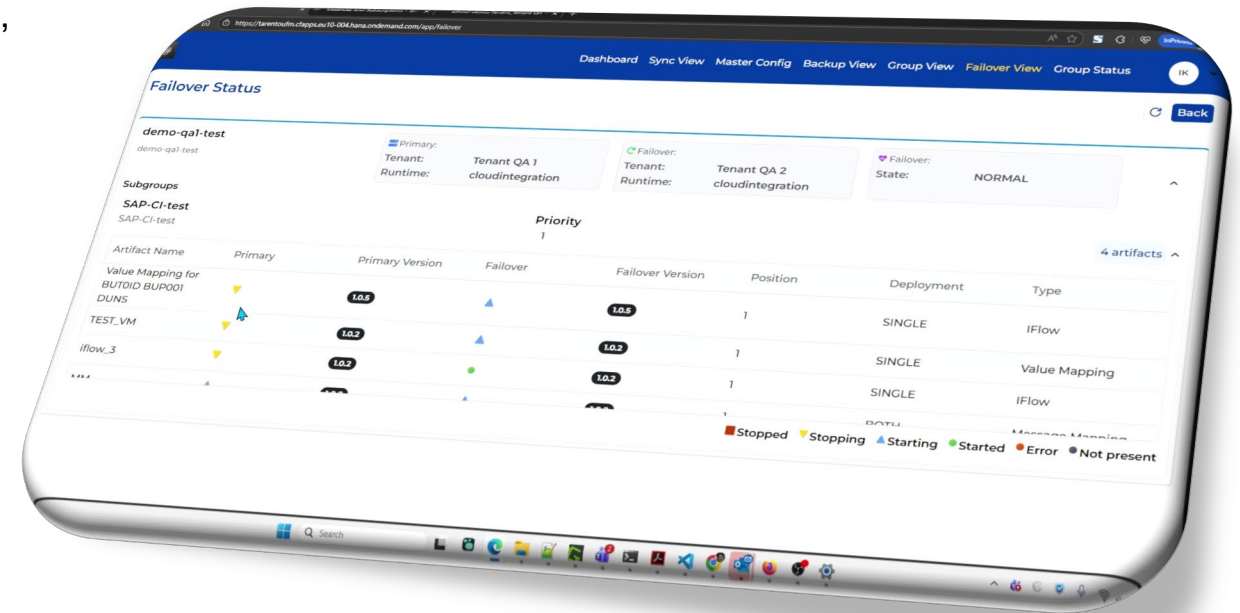 ,
https://tarentoufm.cfapps.eu10-004.hana.ondemand.com/app/failover
Dashboard Sync View Master Config Backup View Group View Failover View Group Status IK
Failover Status
Back
demo-qa1-test
demo-qa1-test
Primary:
Tenant: Tenant QA 1
Runtime: cloudintegration
Failover:
Tenant: Tenant QA 2
Runtime: cloudintegration
Failover:
State: NORMAL
Subgroups
SAP-CI-test
SAP-CI-test
Priority
1
4 artifacts
Artifact Name Primary Primary Version Failover Failover Version Position Deployment Type
Value Mapping for
BUT0ID BUP001
DUNS
1.0.5 1.0.5 1 SINGLE IFlow
TEST_VM 1.0.2 1.0.2 1 SINGLE Value Mapping
iflow_3 1.0.2 1.0.2 1 SINGLE IFlow
BOTH Message Mapping
Stopped Stopping Starting Started Error Not present
Search